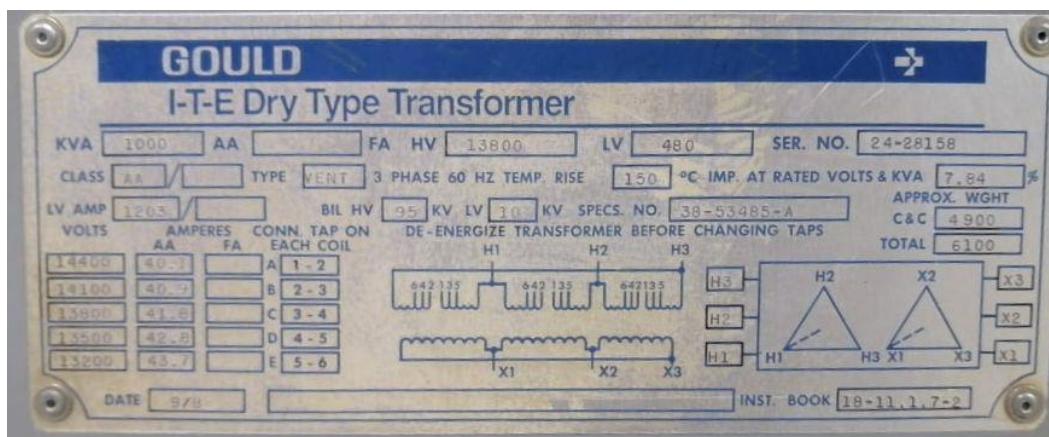 GOULD
I-T-E Dry Type Transformer
KVA 1000 AA FA HV 13800 LV 480 SER. NO. 24-28158
CLASS AA / TYPE VENT 3 PHASE 60 HZ TEMP. RISE 150 °C IMP. AT RATED VOLTS & KVA 7.84 %
LV AMP 1203 / BIL HV 95 KV LV 10 KV SPECS. NO. 38-53485-A APPROX. WGHT C&C 4900
VOLTS AMPERES CONN. TAP ON DE-ENERGIZE TRANSFORMER BEFORE CHANGING TAPS
AA FA EACH COIL TOTAL 6100
14400 A 1-2
14100 40.9 B 2-3
13800 41.8 C 3-4
13500 42.8 D 4-5
13200 43.7 E 5-6
H1 H2 H3
642 135 642 135 642 135
X1 X2 X3
H3 H2 X2 X3
H2 X2
H1 H1 H3 X1 X3 X1
DATE 9/8 INST. BOOK 18-11.1.7-2